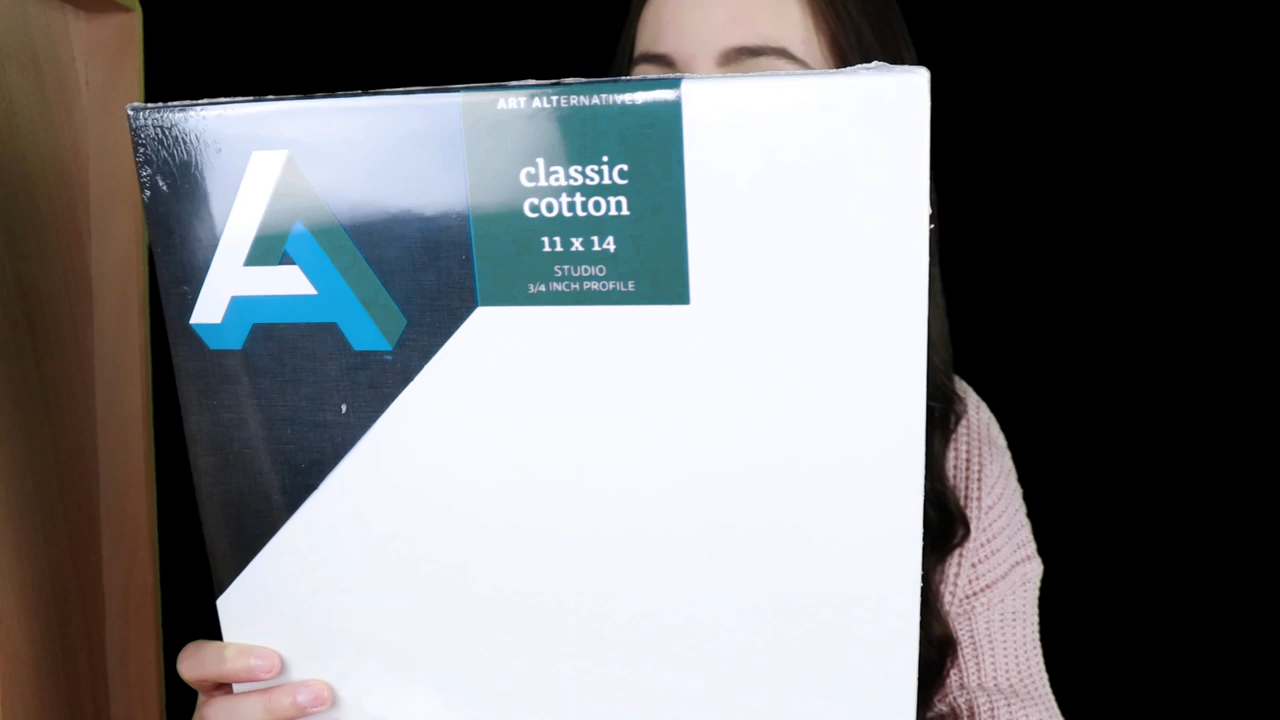 ART ALTERNATIVES
classic
cotton
11 x 14
STUDIO
3/4 INCH PROFILE